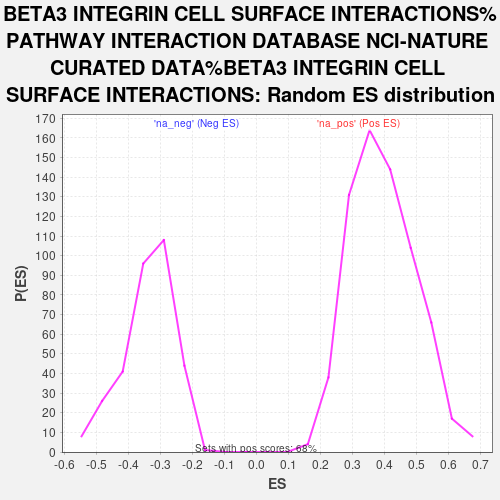 BETA3 INTEGRIN CELL SURFACE INTERACTIONS%
PATHWAY INTERACTION DATABASE NCI-NATURE
CURATED DATA%BETA3 INTEGRIN CELL
SURFACE INTERACTIONS: Random ES distribution
'na_neg' (Neg ES) 'na_pos' (Pos ES)
170
160
150
140
130
120
110
100
90
80
70
60
50
40
30
20
10
0
P(ES)
Sets with pos scores: 68%
-0.6 -0.5 -0.4 -0.3 -0.2 -0.1 0.0 0.1 0.2 0.3 0.4 0.5 0.6 0.7
ES